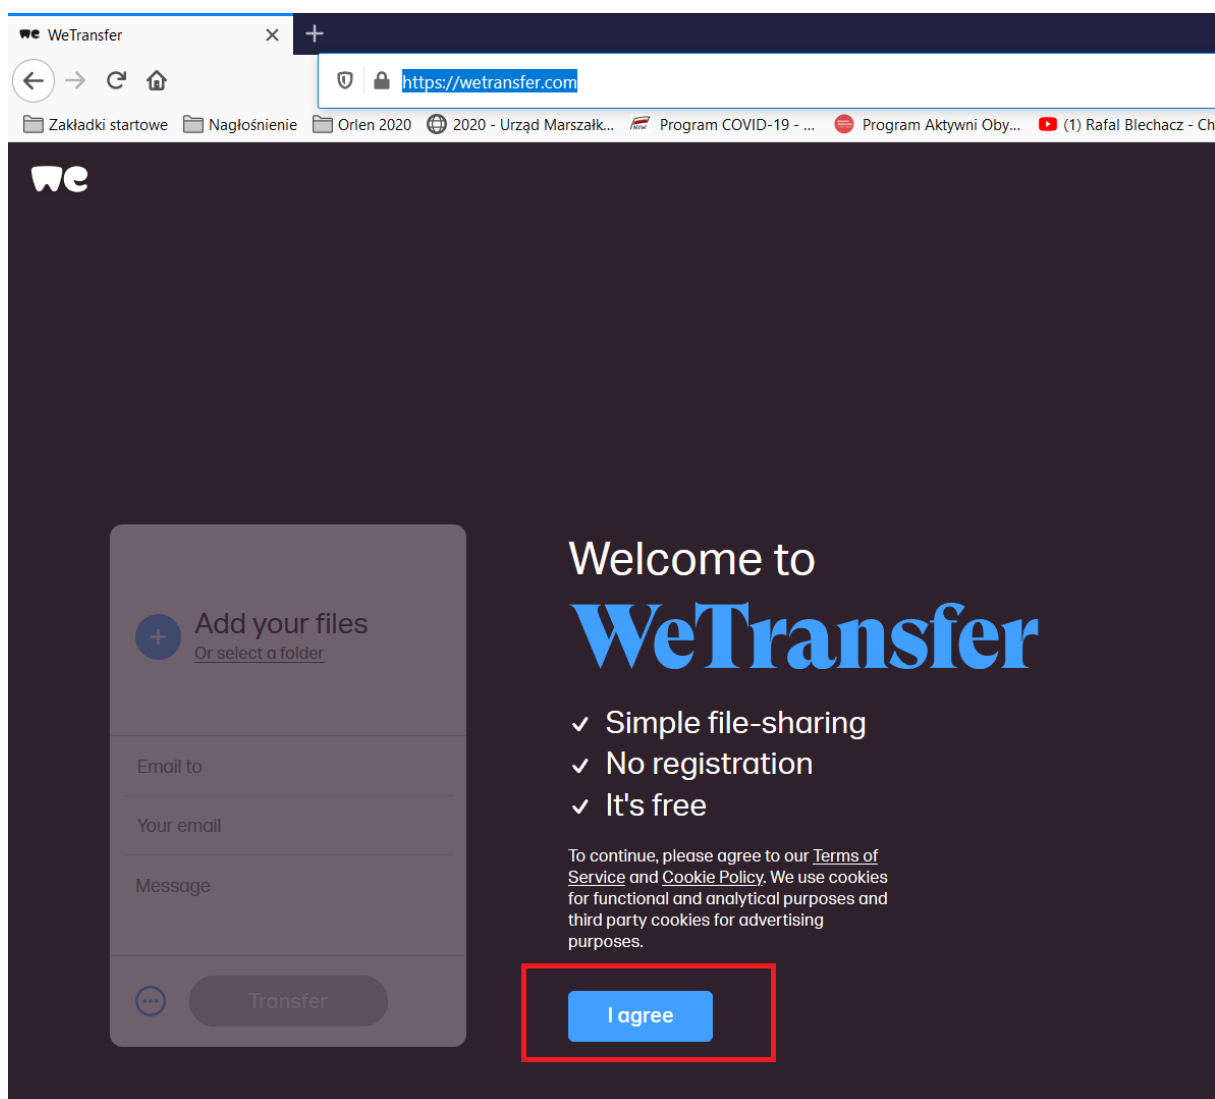 we WeTransfer
https://wetransfer.com
Zakładki startowe Nagłośnienie Orlen 2020 2020 - Urząd Marszałk... Program COVID-19 - ... Program Aktywni Oby... (1) Rafal Blechacz - Ch
we
Welcome to
WeTransfer
Add your files
Or select a folder
Email to
Your email
Message
Transfer
Simple file-sharing
No registration
It's free
To continue, please agree to our Terms of
Service and Cookie Policy. We use cookies
for functional and analytical purposes and
third party cookies for advertising
purposes.
I agree